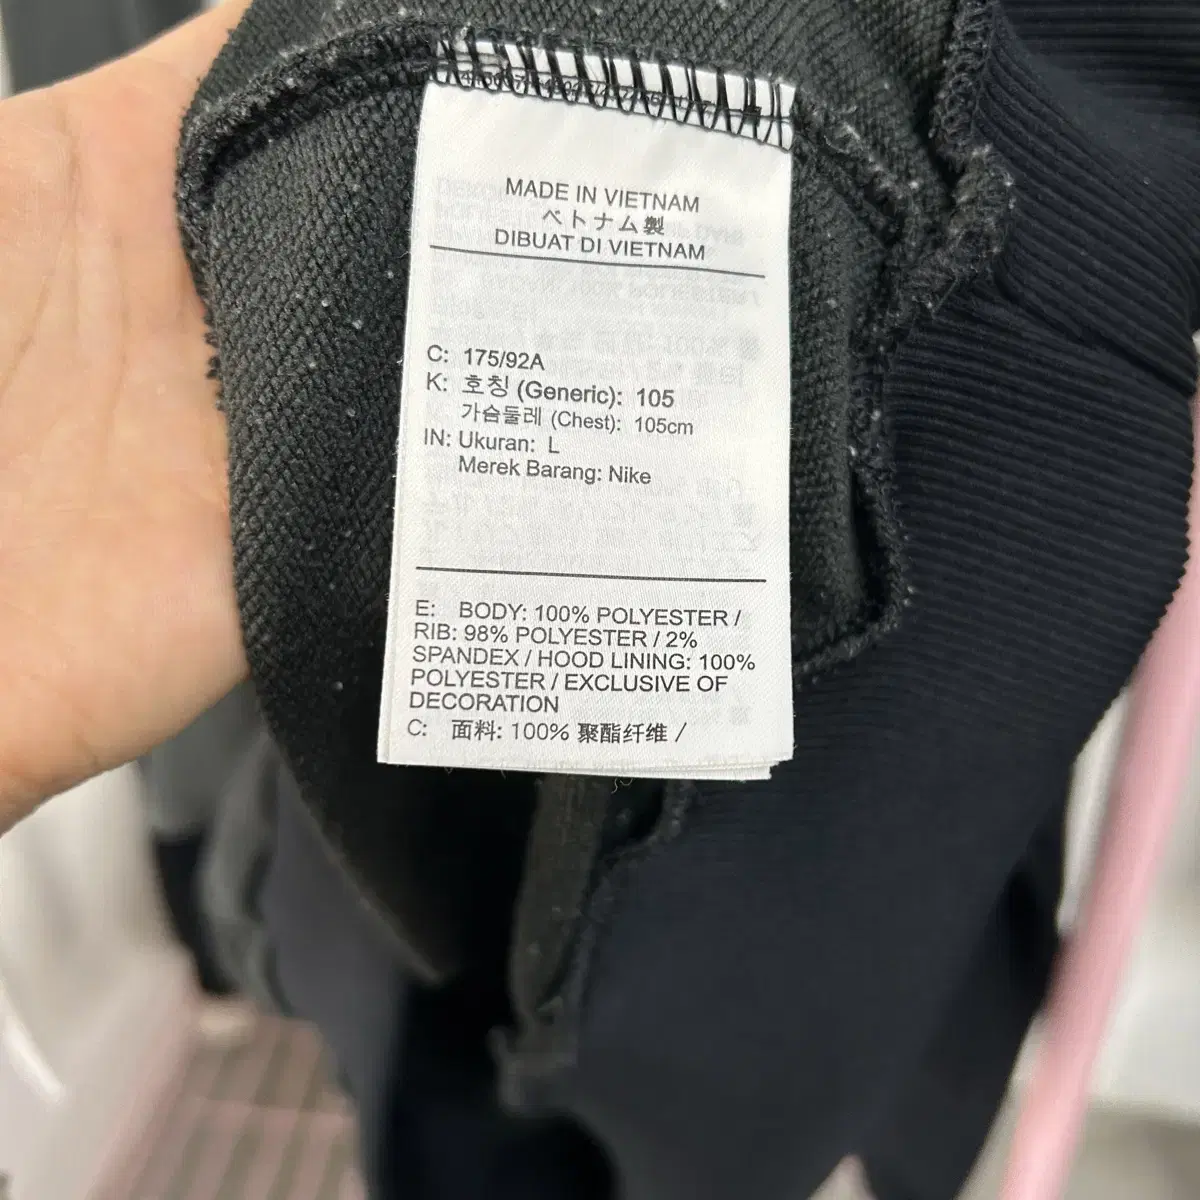 MADE IN VIETNAM
ベトナム製
DIBUAT DI VIETNAM
C: 175/92A
K: 호칭 (Generic): 105
가슴둘레 (Chest): 105cm
IN: Ukuran: L
Merek Barang: Nike
E: BODY: 100% POLYESTER /
RIB: 98% POLYESTER / 2%
SPANDEX / HOOD LINING: 100%
POLYESTER / EXCLUSIVE OF
DECORATION
C: 面料: 100% 聚酯纤维 /